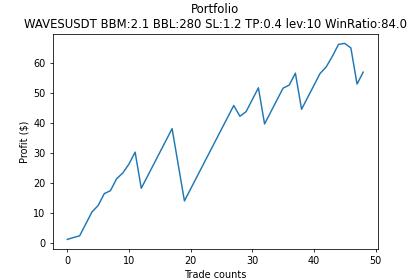 Portfolio
WAVESUSDT BBM:2.1 BBL:280 SL:1.2 TP:0.4 lev:10 WinRatio:84.0
Profit ($)
60
50
40
30
20
10
0
0 10 20 30 40 50
Trade counts